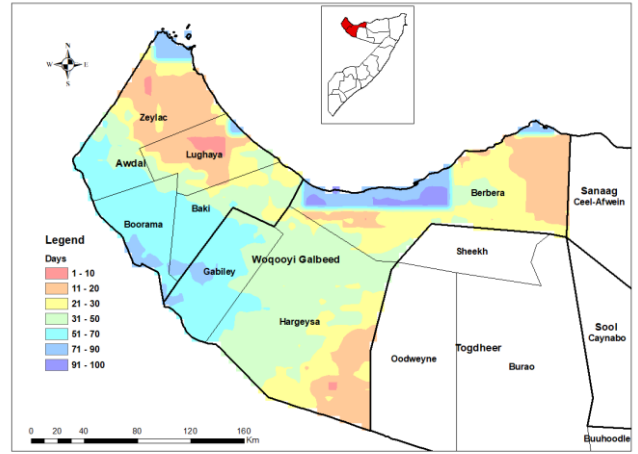 N
W E
S
Zeylac
Lughaya
Awdal
Baki
Boorama
Berbera
Sanaag
Ceel-Afwein
Legend
Days
1 - 10
11 - 20
21 - 30
31 - 50
51 - 70
71 - 90
91 - 100
Gabiley
Woqooyi Galbeed
Sheekh
Hargeysa
Oodweyne
Togdheer
Burao
Sool
Caynabo
Buuhoodle
0 20 40 80 120 160
Km